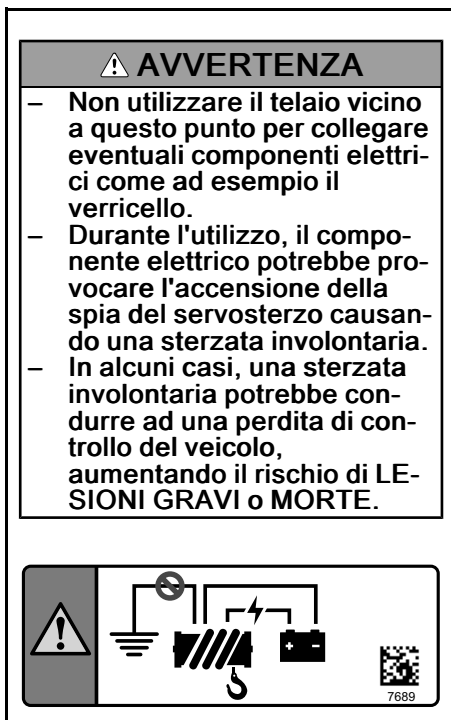 ⚠ AVVERTENZA
– Non utilizzare il telaio vicino
a questo punto per collegare
eventuali componenti elettri-
ci come ad esempio il
verricello.
– Durante l'utilizzo, il compo-
nente elettrico potrebbe pro-
vocare l'accensione della
spia del servosterzo causan-
do una sterzata involontaria.
– In alcuni casi, una sterzata
involontaria potrebbe con-
durre ad una perdita di con-
trollo del veicolo,
aumentando il rischio di LE-
SIONI GRAVI o MORTE.
+ -
7689